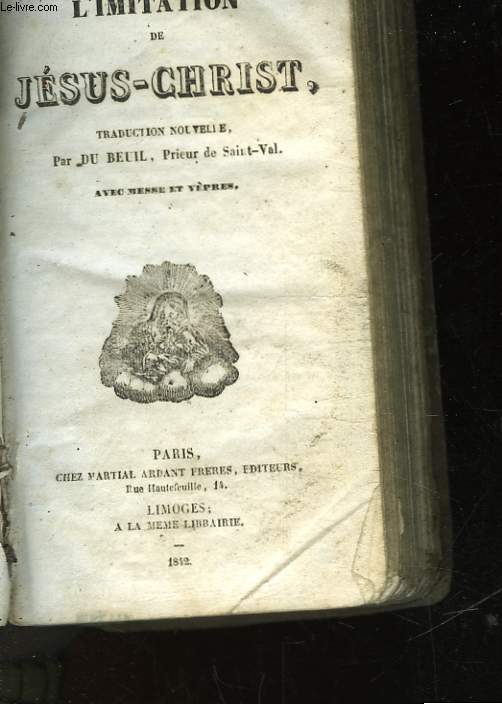 Le-livre.com
L'IMITATION
DE
JÉSUS-CHRIST,
TRADUCTION NOUVELLE,
Par DU BEUIL, Prieur de Saint-Val.
AVEC MESSE ET VÊPRES.
PARIS,
CHEZ MARTIAL ARDANT FRERES, EDITEURS,
Rue Hautefeuille, 14.
LIMOGES;
A LA MEME LIBRAIRIE.
—
1842.